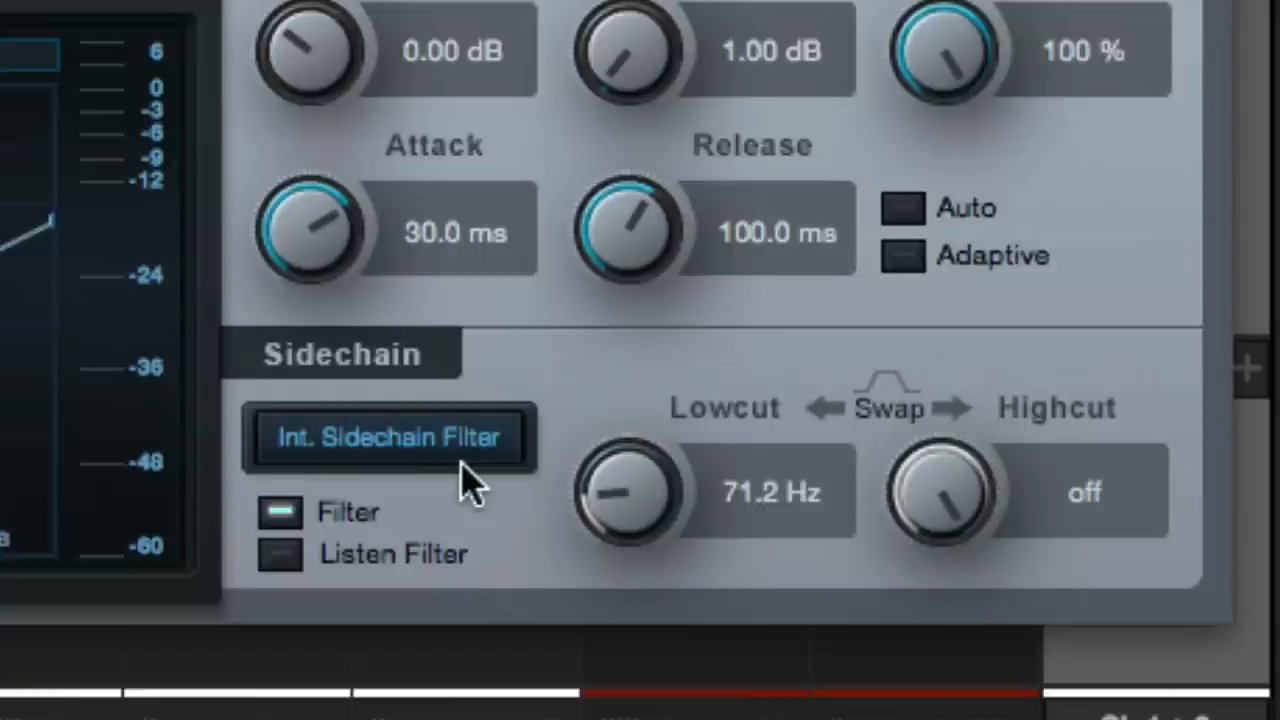 6
0
-3
-6
-9
-12
-24
-36
-48
-60
0.00 dB
1.00 dB
100 %
Attack
Release
30.0 ms
100.0 ms
Auto
Adaptive
Sidechain
Int. Sidechain Filter
Filter
Listen Filter
Lowcut
Swap
Highcut
71.2 Hz
off
+